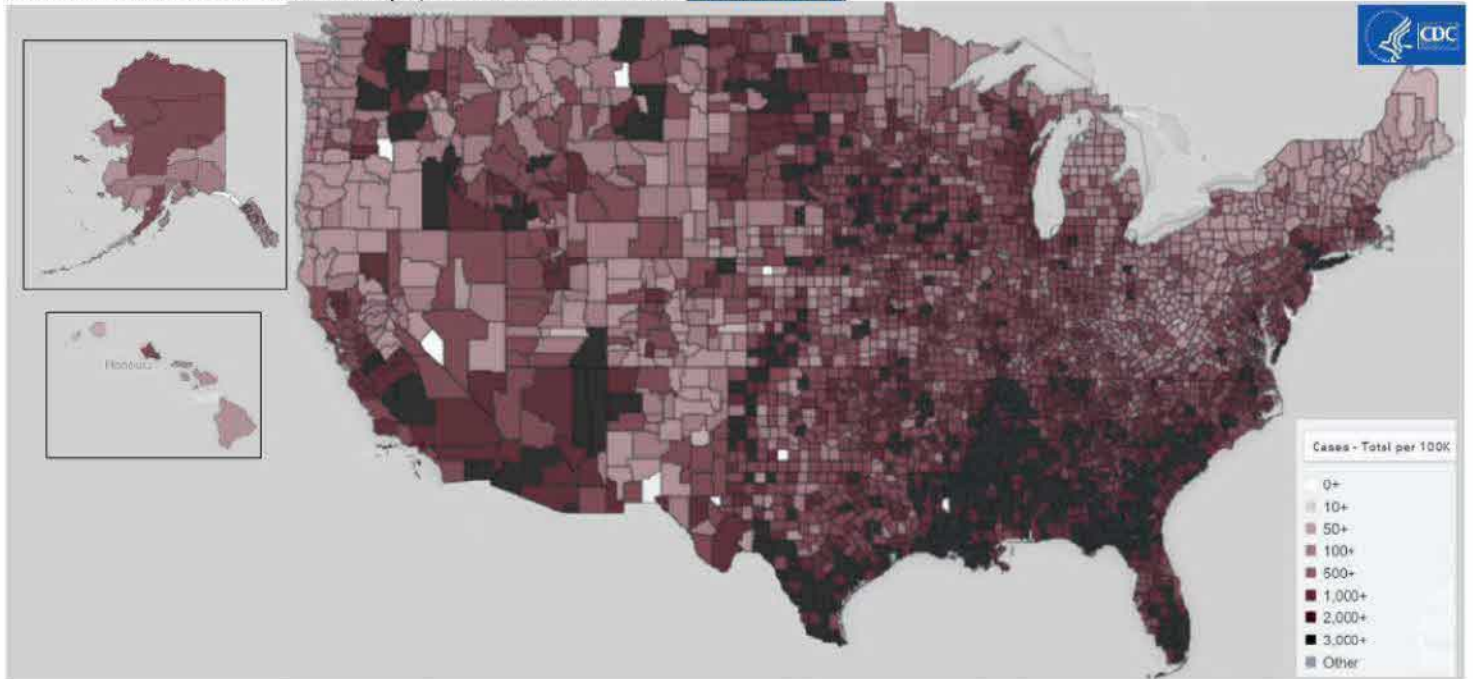 CDC
Honolulu
Cases - Total per 100K
0+
10+
50+
100+
500+
1,000+
2,000+
3,000+
Other